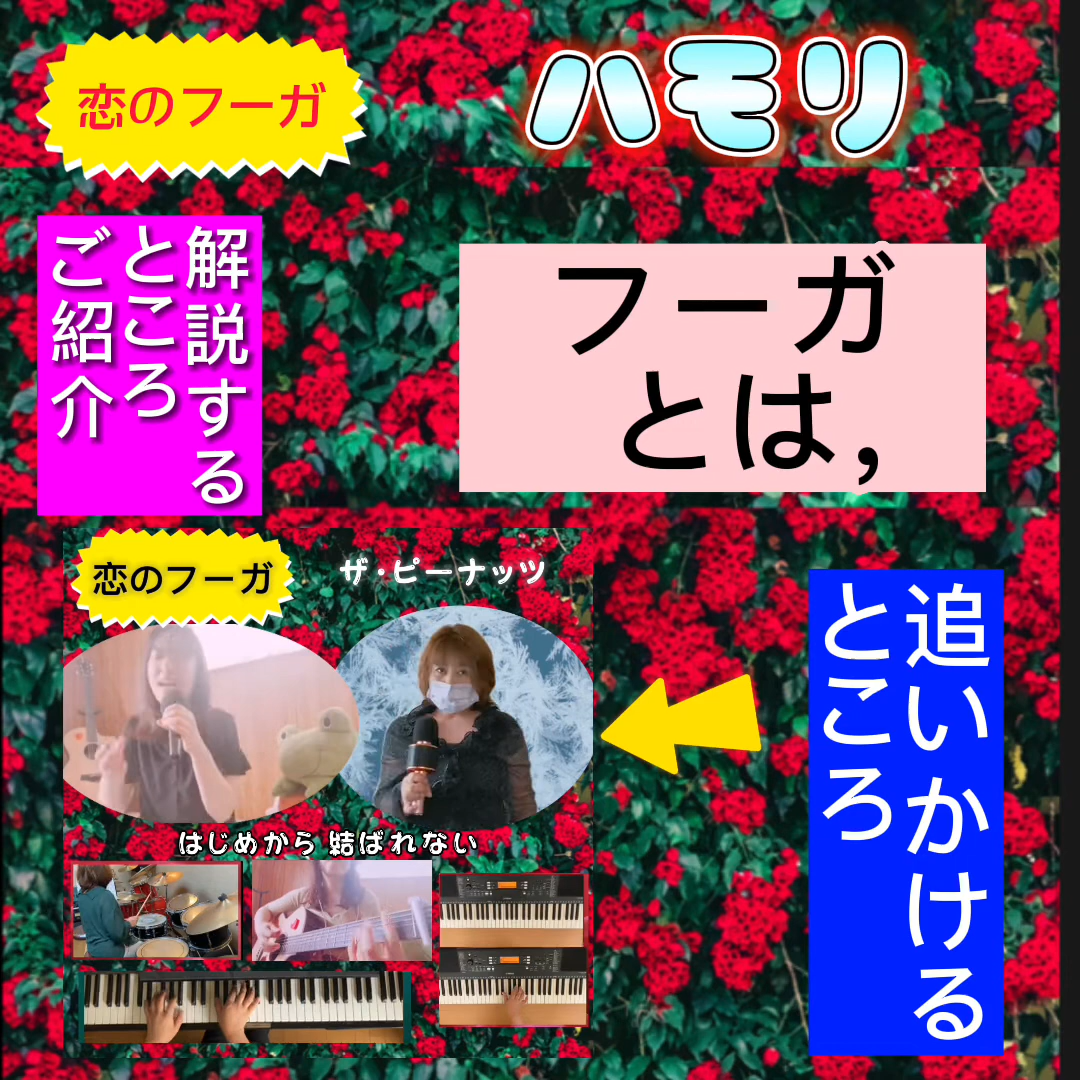 恋のフーガ
ハモリ
解説する
ところ
ご紹介
フーガ
とは,
恋のフーガ
ザ・ピーナッツ
はじめから 結ばれない
追いかける
ところ